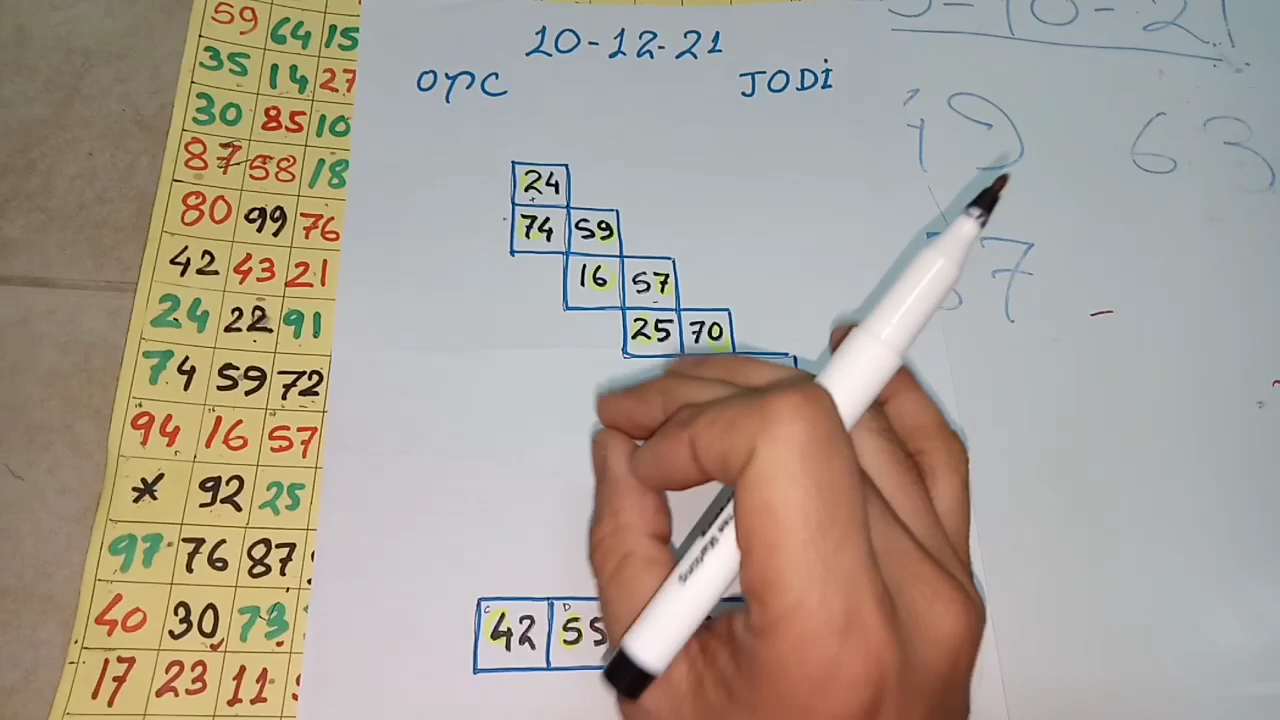 59 64 15
35 14 27
30 85 10
87 58 18
80 99 76
42 43 21
24 22 91
74 59 72
94 16 57
* 92 25
97 76 87
40 30 73
17 23 11
10-12-21
OTC JODİ
24
74 59
16 57
25 70
C D
42 55
63
37